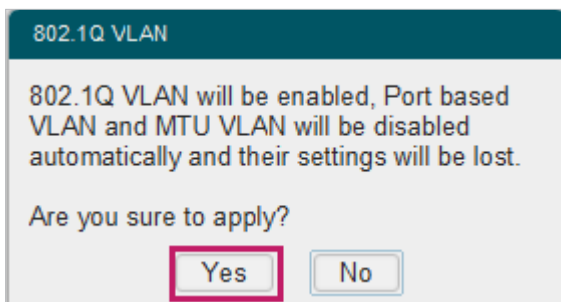 802.1Q VLAN
802.1Q VLAN will be enabled, Port based
VLAN and MTU VLAN will be disabled
automatically and their settings will be lost.
Are you sure to apply?
Yes No